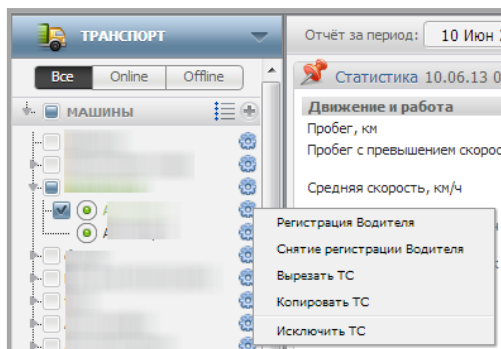 ТРАНСПОРТ
Отчёт за период: 10 Июн
Все Online Offline
Статистика 10.06.13
МАШИНЫ
Движение и работа
Пробег, км
Пробег с превышением скорос
Средняя скорость, км/ч
Регистрация Водителя
Снятие регистрации Водителя
Вырезать ТС
Копировать ТС
Исключить ТС